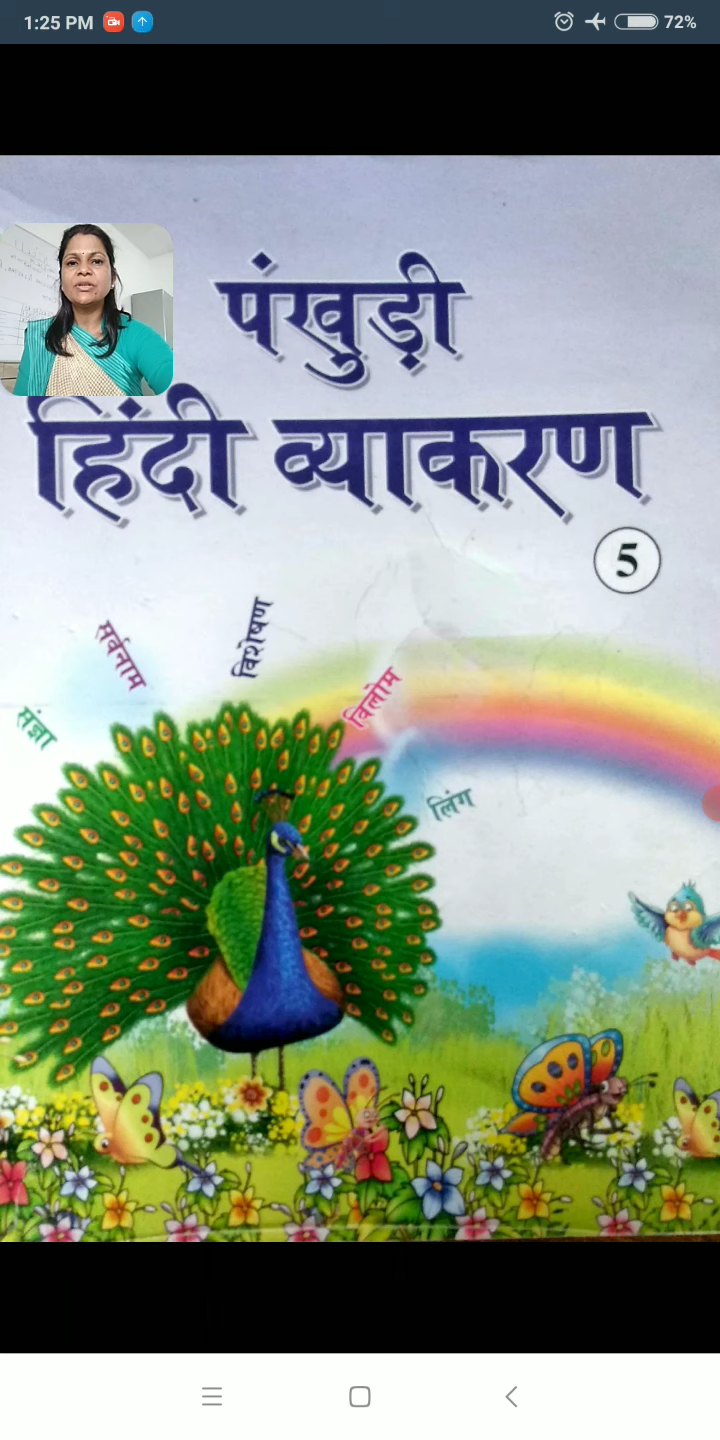 1:25 PM
72%
पंखुड़ी
हिंदी व्याकरण
5
संज्ञा
सर्वनाम
विशेषण
विलोम
लिंग